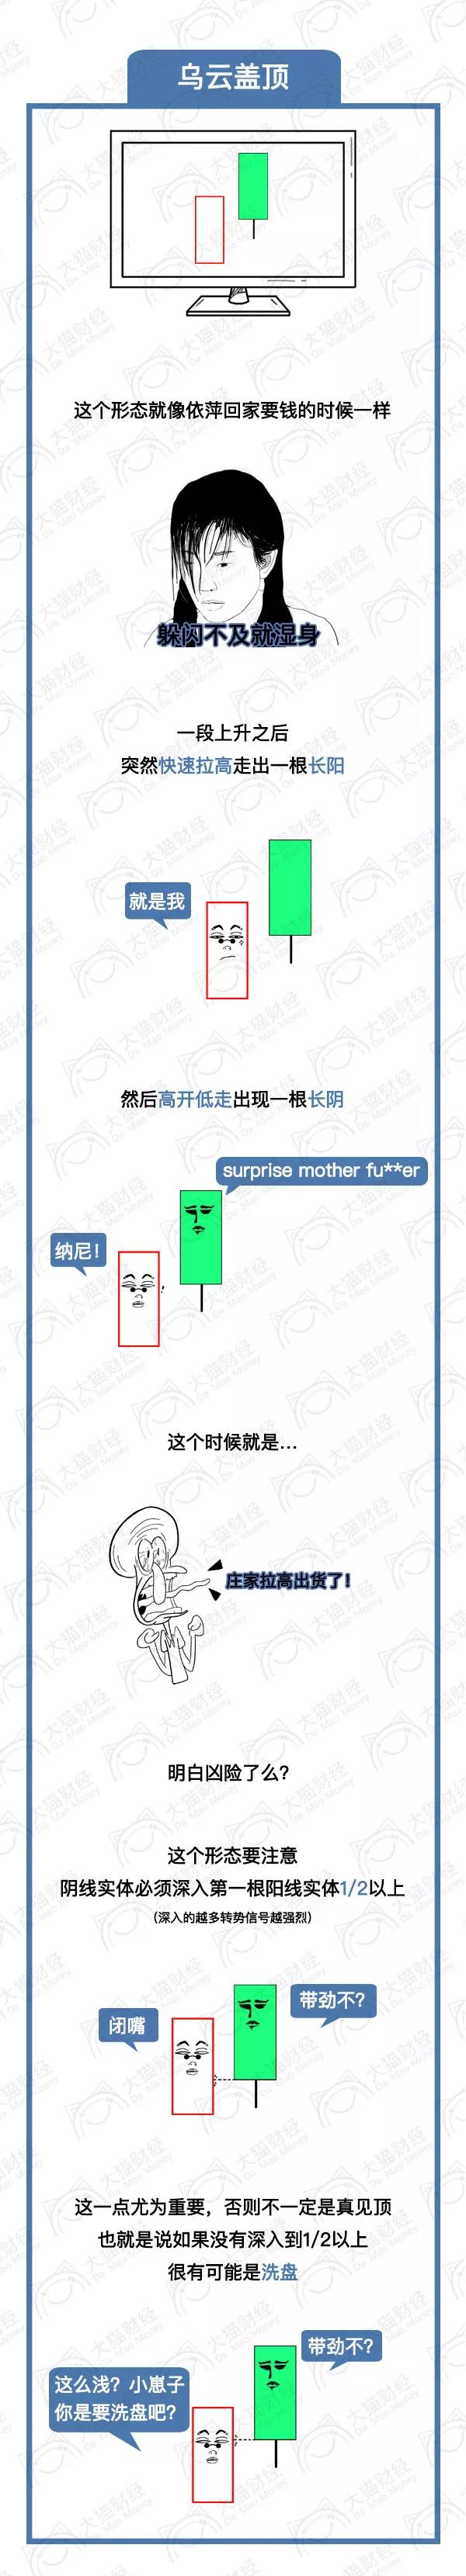 乌云盖顶
这个形态就像依萍回家要钱的时候一样
躲闪不及就湿身
一段上升之后
突然快速拉高走出一根长阳
就是我
然后高开低走出现一根长阴
surprise mother fu**er
纳尼！
这个时候就是...
庄家拉高出货了！
明白凶险了么？
这个形态要注意
阴线实体必须深入第一根阳线实体1/2以上
(深入的越多转势信号越强烈)
带劲不？
闭嘴
这一点尤为重要，否则不一定是真见顶
也就是说如果没有深入到1/2以上
很有可能是洗盘
带劲不？
这么浅？小崽子
你是要洗盘吧？
大猫财经
Da Mao Money